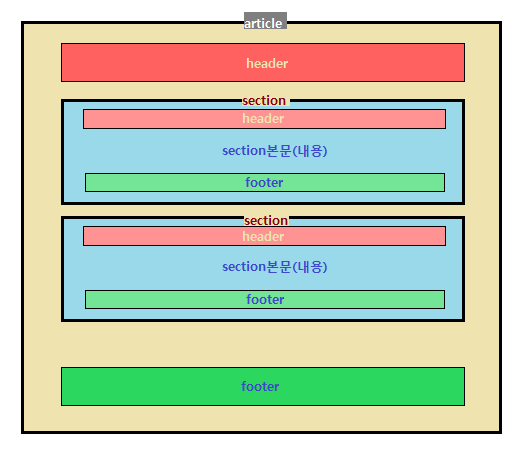 article
header
section
header
section본문(내용)
footer
section
header
section본문(내용)
footer
footer